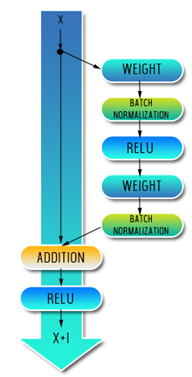 X
WEIGHT
BATCH
NORMALIZATION
RELU
WEIGHT
BATCH
NORMALIZATION
ADDITION
RELU
X+1